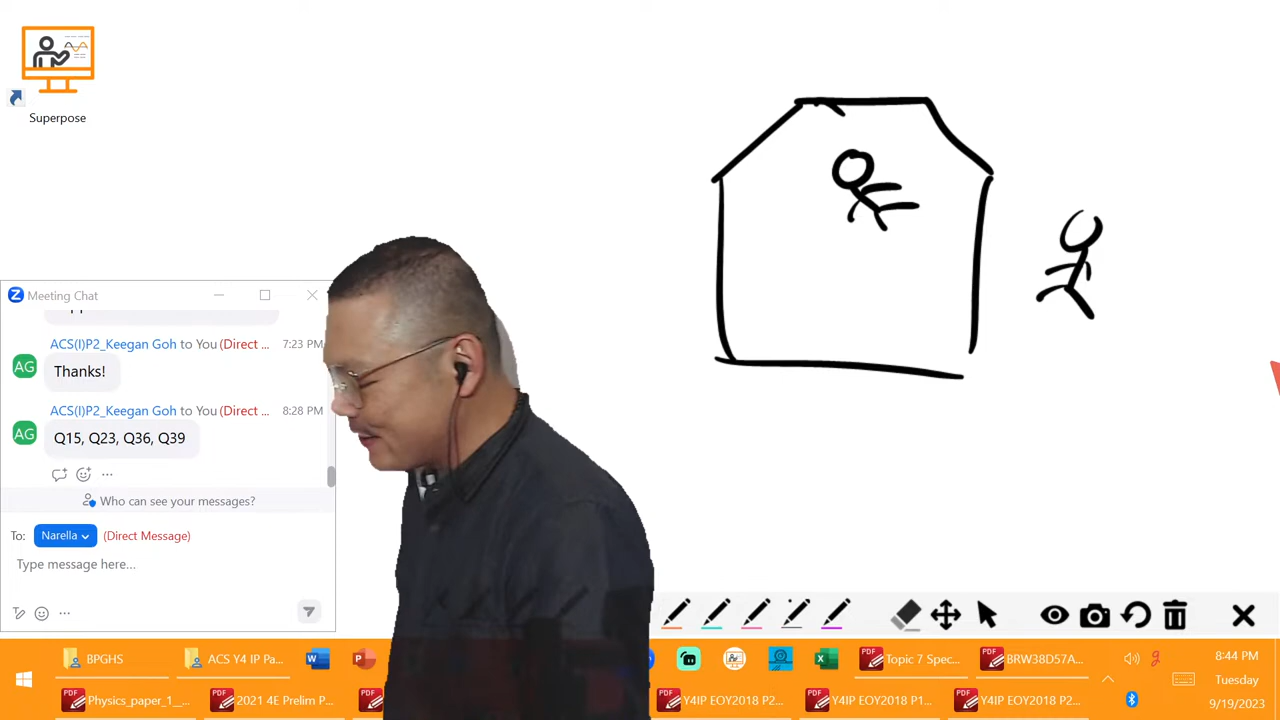 Superpose
Meeting Chat
ACS(I)P2_Keegan Goh to You (Direct ... 7:23 PM
AG Thanks!
ACS(I)P2_Keegan Goh to You (Direct ... 8:28 PM
AG Q15, Q23, Q36, Q39
Who can see your messages?
To: Narella (Direct Message)
Type message here...
BPGHS
ACS Y4 IP Pa...
Topic 7 Spec...
BRW38D57A...
8:44 PM
Tuesday
Physics_paper_1__...
2021 4E Prelim P...
Y4IP EOY2018 P2...
Y4IP EOY2018 P1...
Y4IP EOY2018 P2...
9/19/2023